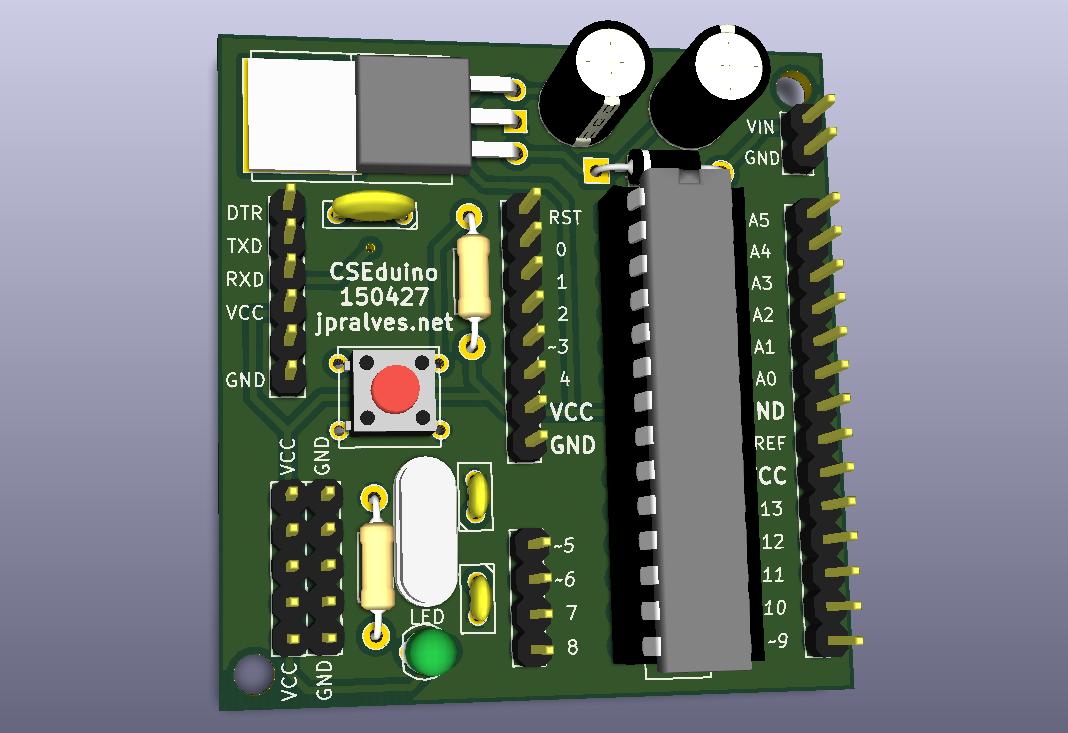 VIN
GND
DTR
TXD
RXD
VCC
GND
CSEduino
150427
jpralves.net
RST
0
1
2
~3
4
VCC
GND
A5
A4
A3
A2
A1
A0
ND
REF
CC
13
12
11
10
~9
VCC
GND
LED
~5
~6
7
8
VCC
GND